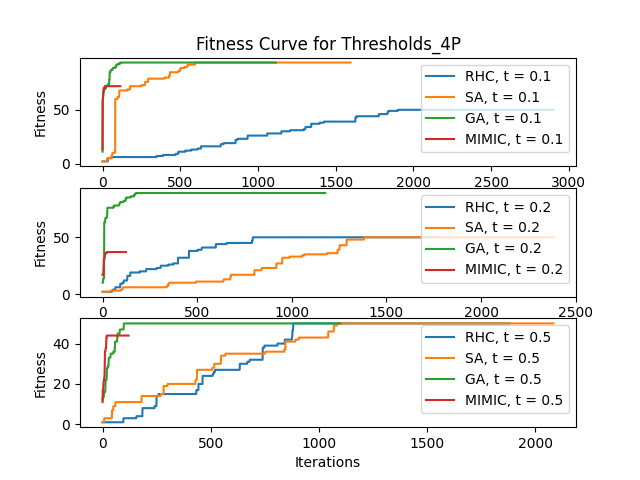 Fitness Curve for Thresholds_4P
Fitness
50
0
RHC, t = 0.1
SA, t = 0.1
GA, t = 0.1
MIMIC, t = 0.1
0 500 1000 1500 2000 2500 3000
Fitness
50
0
RHC, t = 0.2
SA, t = 0.2
GA, t = 0.2
MIMIC, t = 0.2
0 500 1000 1500 2000 2500
Fitness
40
20
0
RHC, t = 0.5
SA, t = 0.5
GA, t = 0.5
MIMIC, t = 0.5
0 500 1000 1500 2000
Iterations